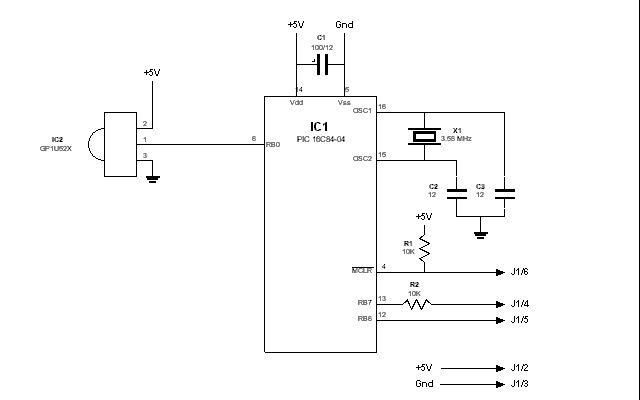 +5V Gnd
C1
100/12
14 5
Vdd Vss
+5V
OSC1 16
IC1
PIC 16C84-04
X1
3.58 MHz
2
IC2
GP1U52X
1
6 RB0
3
OSC2 15
C2 C3
12 12
+5V
R1
10K
MCLR 4 J1/6
R2
10K
RB7 13 J1/4
RB6 12 J1/5
+5V J1/2
Gnd J1/3